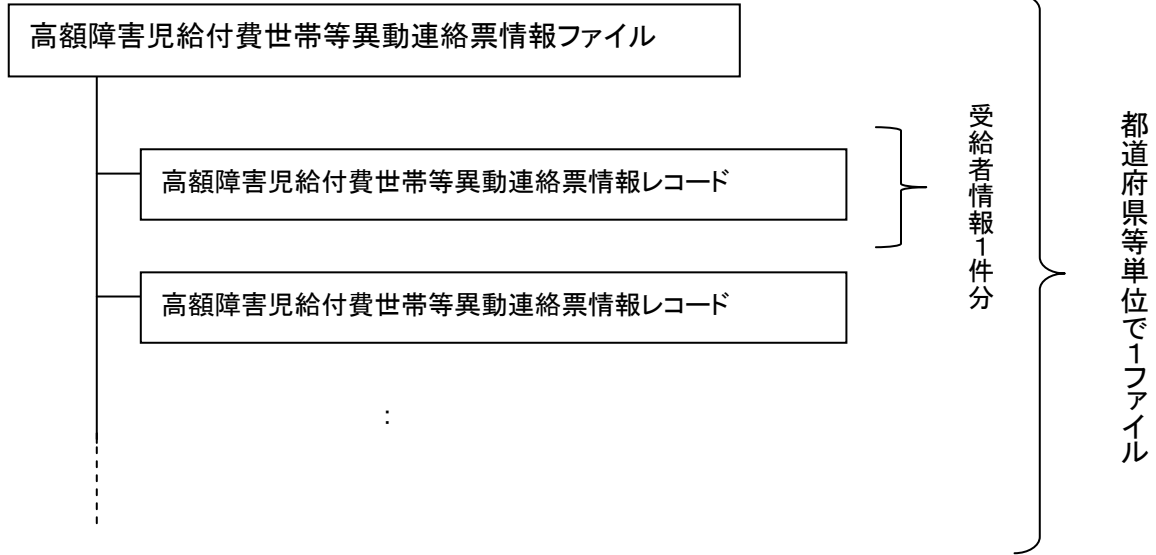 高額障害児給付費世帯等異動連絡票情報ファイル
高額障害児給付費世帯等異動連絡票情報レコード
高額障害児給付費世帯等異動連絡票情報レコード
:
受給者情報1件分
都道府県等単位で1ファイル